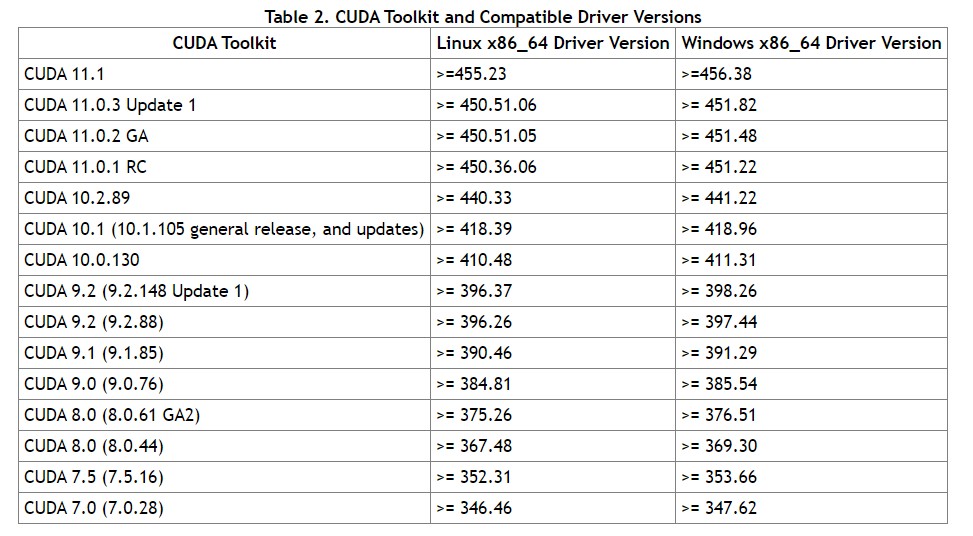 Table 2. CUDA Toolkit and Compatible Driver Versions
CUDA Toolkit Linux x86_64 Driver Version Windows x86_64 Driver Version
CUDA 11.1 >=455.23 >=456.38
CUDA 11.0.3 Update 1 >= 450.51.06 >= 451.82
CUDA 11.0.2 GA >= 450.51.05 >= 451.48
CUDA 11.0.1 RC >= 450.36.06 >= 451.22
CUDA 10.2.89 >= 440.33 >= 441.22
CUDA 10.1 (10.1.105 general release, and updates) >= 418.39 >= 418.96
CUDA 10.0.130 >= 410.48 >= 411.31
CUDA 9.2 (9.2.148 Update 1) >= 396.37 >= 398.26
CUDA 9.2 (9.2.88) >= 396.26 >= 397.44
CUDA 9.1 (9.1.85) >= 390.46 >= 391.29
CUDA 9.0 (9.0.76) >= 384.81 >= 385.54
CUDA 8.0 (8.0.61 GA2) >= 375.26 >= 376.51
CUDA 8.0 (8.0.44) >= 367.48 >= 369.30
CUDA 7.5 (7.5.16) >= 352.31 >= 353.66
CUDA 7.0 (7.0.28) >= 346.46 >= 347.62